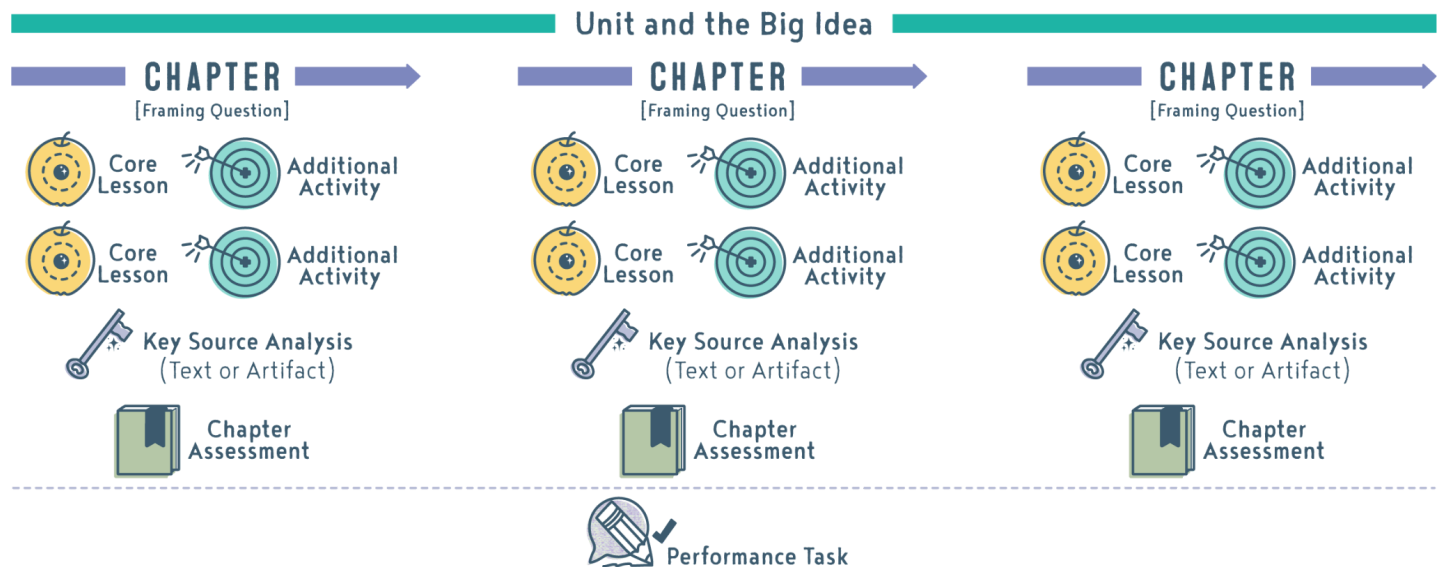 Unit and the Big Idea
CHAPTER
[Framing Question]
Core
Lesson
Additional
Activity
Core
Lesson
Additional
Activity
Key Source Analysis
(Text or Artifact)
Chapter
Assessment
CHAPTER
[Framing Question]
Core
Lesson
Additional
Activity
Core
Lesson
Additional
Activity
Key Source Analysis
(Text or Artifact)
Chapter
Assessment
CHAPTER
[Framing Question]
Core
Lesson
Additional
Activity
Core
Lesson
Additional
Activity
Key Source Analysis
(Text or Artifact)
Chapter
Assessment
Performance Task